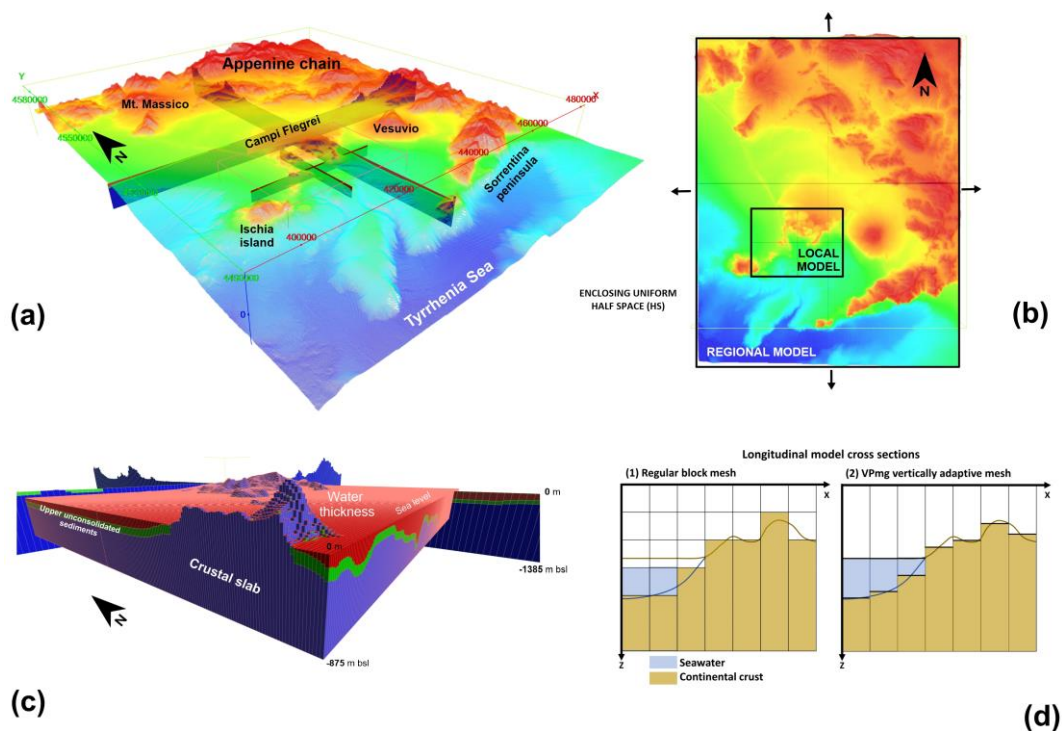 Y
4580000
Appenine chain
Mt. Massico
4550000
N
Campi Flegrei
Vesuvio
480000
X
460000
440000
420000
400000
Sorrentina
peninsula
Ischia
island
0
Tyrrhenia Sea
(a)
N
LOCAL
MODEL
ENCLOSING UNIFORM
HALF SPACE (HS)
REGIONAL MODEL
(b)
Water
thickness
Sea level
0 m
0 m
Upper unconsolidated
sediments
Crustal slab
-1385 m bsl
-875 m bsl
N
(c)
Longitudinal model cross sections
(1) Regular block mesh
(2) VPmg vertically adaptive mesh
X
X
Z
Z
Seawater
Continental crust
(d)